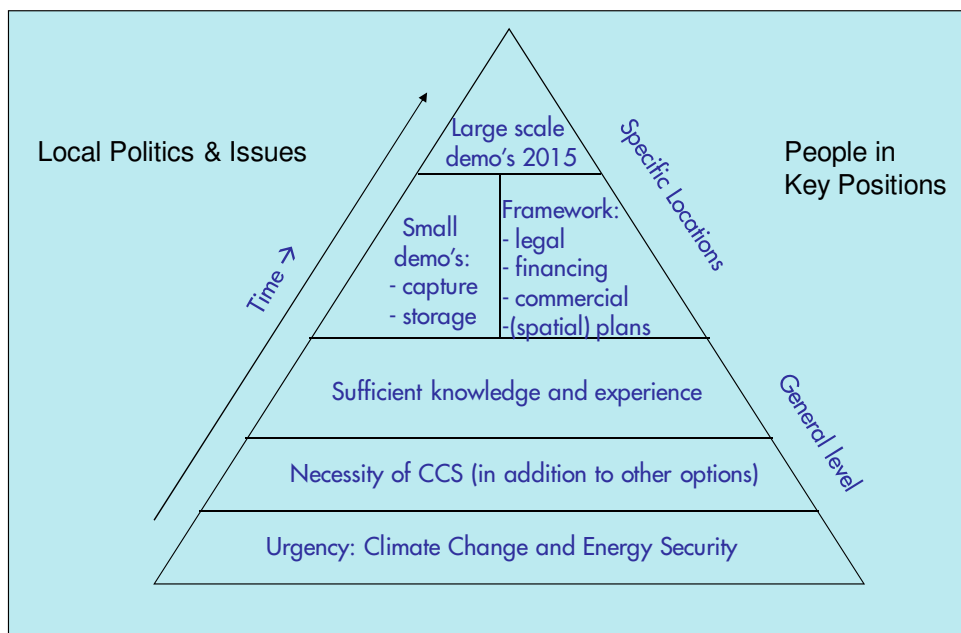 Large scale
demo's 2015
Local Politics & Issues
People in
Key Positions
Specific Locations
Time →
Small
demo's:
- capture
- storage
Framework:
- legal
- financing
- commercial
-(spatial) plans
Sufficient knowledge and experience
General level
Necessity of CCS (in addition to other options)
Urgency: Climate Change and Energy Security